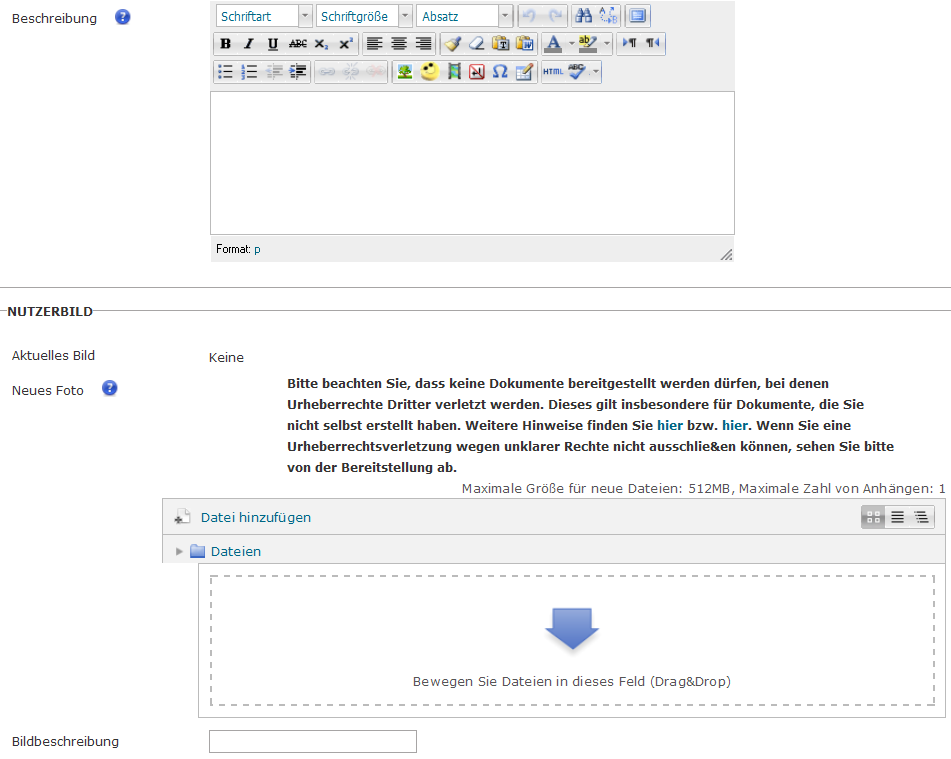 Beschreibung
Schriftart Schriftgröße Absatz
B I U ABC X₂ X²
HTML ABC
Format: p
NUTZERBILD
Aktuelles Bild Keine
Neues Foto
Bitte beachten Sie, dass keine Dokumente bereitgestellt werden dürfen, bei denen
Urheberrechte Dritter verletzt werden. Dieses gilt insbesondere für Dokumente, die Sie
nicht selbst erstellt haben. Weitere Hinweise finden Sie hier bzw. hier. Wenn Sie eine
Urheberrechtsverletzung wegen unklarer Rechte nicht ausschlie&en können, sehen Sie bitte
von der Bereitstellung ab.
Maximale Größe für neue Dateien: 512MB, Maximale Zahl von Anhängen: 1
Datei hinzufügen
Dateien
Bewegen Sie Dateien in dieses Feld (Drag&Drop)
Bildbeschreibung